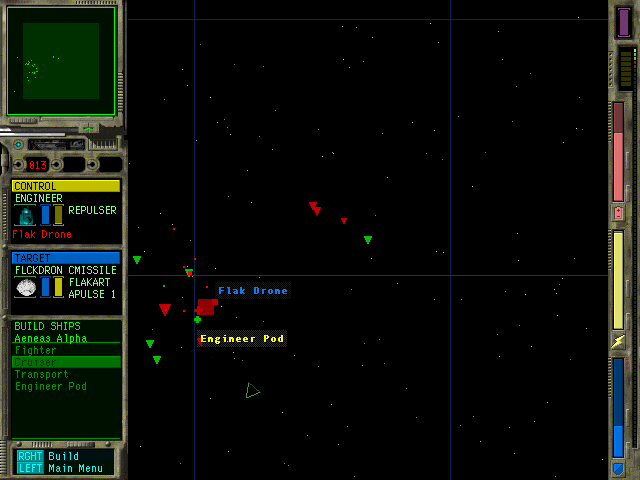 013
CONTROL
ENGINEER
REPULSER
Flak Drone
TARGET
FLCKDRON CMISSILE
FLAKART
APULSE 1
BUILD SHIPS
Aeneas Alpha
Fighter
Cruiser
Transport
Engineer Pod
RGHT Build
LEFT Main Menu
Flak Drone
Engineer Pod